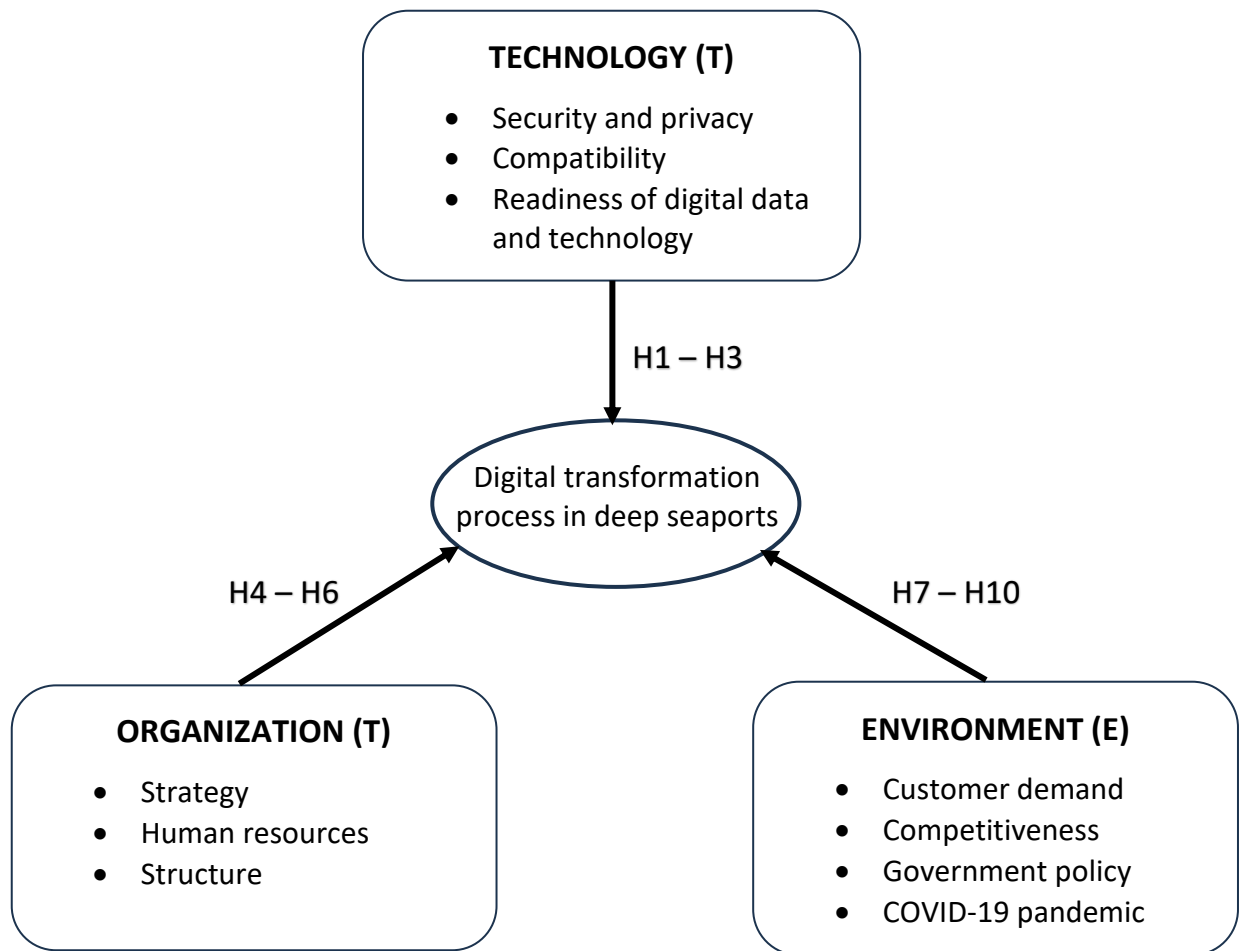 TECHNOLOGY (T)
• Security and privacy
• Compatibility
• Readiness of digital data
and technology
H1 – H3
Digital transformation
process in deep seaports
H4 – H6
H7 – H10
ORGANIZATION (T)
• Strategy
• Human resources
• Structure
ENVIRONMENT (E)
• Customer demand
• Competitiveness
• Government policy
• COVID-19 pandemic